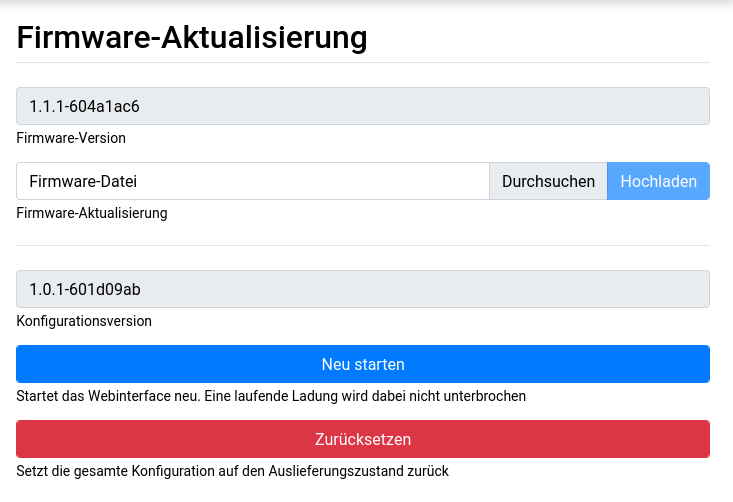 Firmware-Aktualisierung
1.1.1-604a1ac6
Firmware-Version
Firmware-Datei Durchsuchen Hochladen
Firmware-Aktualisierung
1.0.1-601d09ab
Konfigurationsversion
Neu starten
Startet das Webinterface neu. Eine laufende Ladung wird dabei nicht unterbrochen
Zurücksetzen
Setzt die gesamte Konfiguration auf den Auslieferungszustand zurück